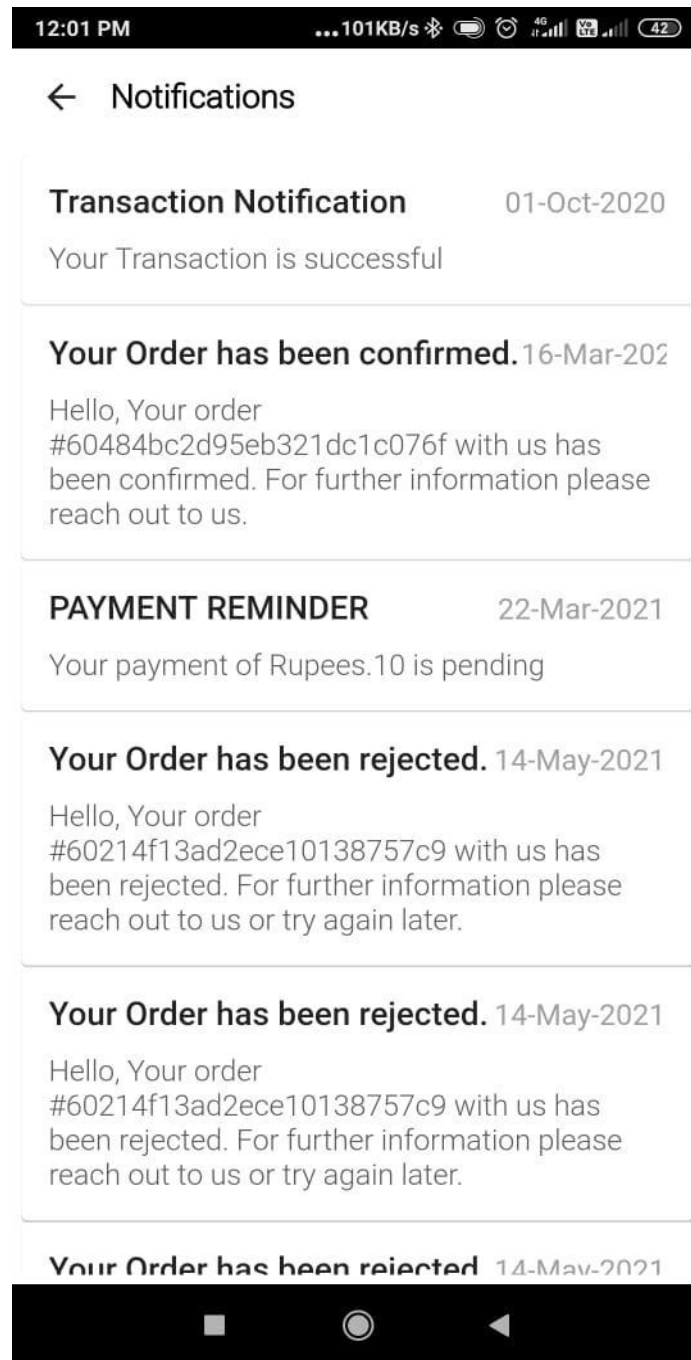 12:01 PM ...101KB/s 4G Vo LTE 42
Notifications
Transaction Notification 01-Oct-2020
Your Transaction is successful
Your Order has been confirmed. 16-Mar-202
Hello, Your order
#60484bc2d95eb321dc1c076f with us has
been confirmed. For further information please
reach out to us.
PAYMENT REMINDER 22-Mar-2021
Your payment of Rupees.10 is pending
Your Order has been rejected. 14-May-2021
Hello, Your order
#60214f13ad2ece10138757c9 with us has
been rejected. For further information please
reach out to us or try again later.
Your Order has been rejected. 14-May-2021
Hello, Your order
#60214f13ad2ece10138757c9 with us has
been rejected. For further information please
reach out to us or try again later.
Your Order has been rejected 14-May-2021